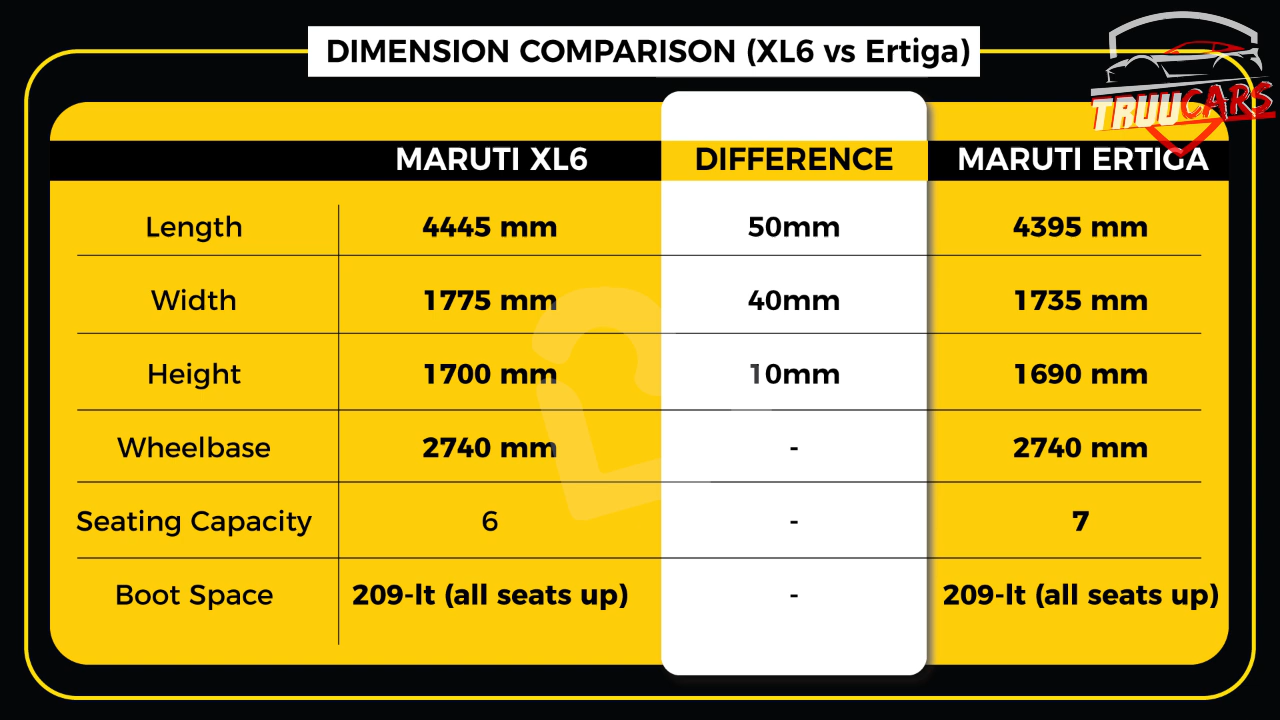 DIMENSION COMPARISON (XL6 vs Ertiga)
TRUUCARS
MARUTI XL6 DIFFERENCE MARUTI ERTIGA
Length 4445 mm 50mm 4395 mm
Width 1775 mm 40mm 1735 mm
Height 1700 mm 10mm 1690 mm
Wheelbase 2740 mm - 2740 mm
Seating Capacity 6 - 7
Boot Space 209-lt (all seats up) - 209-lt (all seats up)